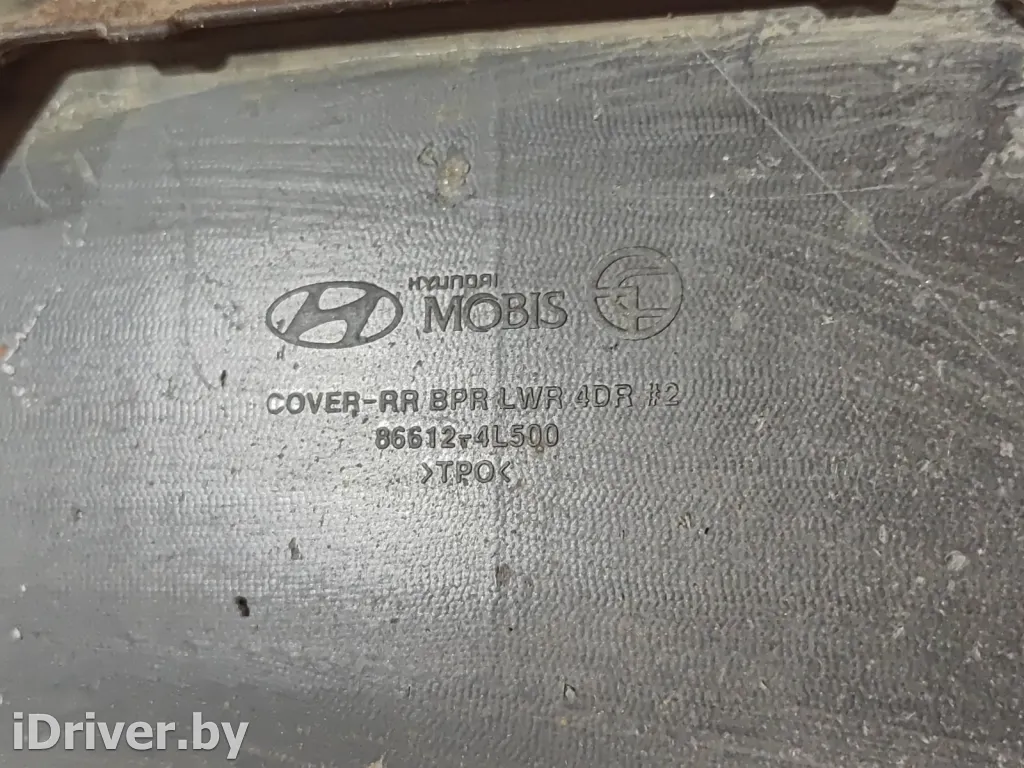 HYUNDAI
MOBIS
COVER-RR BPR LWR 4DR #2
86612-4L500
>TPO<
iDriver.by